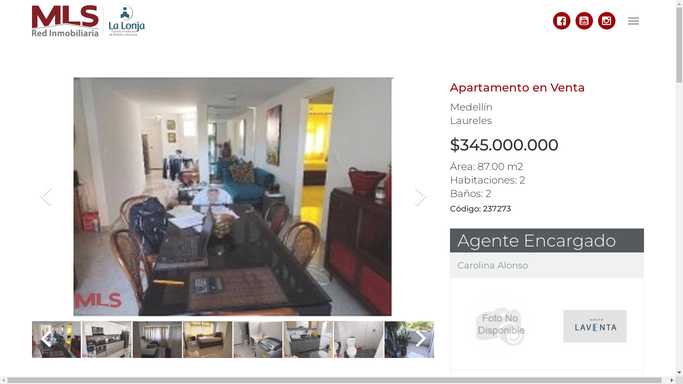 MLS
Red Inmobiliaria
La Lonja
Apartamento en Venta
Medellín
Laureles
$345.000.000
Área: 87.00 m2
Habitaciones: 2
Baños: 2
Código: 237273
Agente Encargado
Carolina Alonso
Foto No
Disponible
LAVENTA
MLS